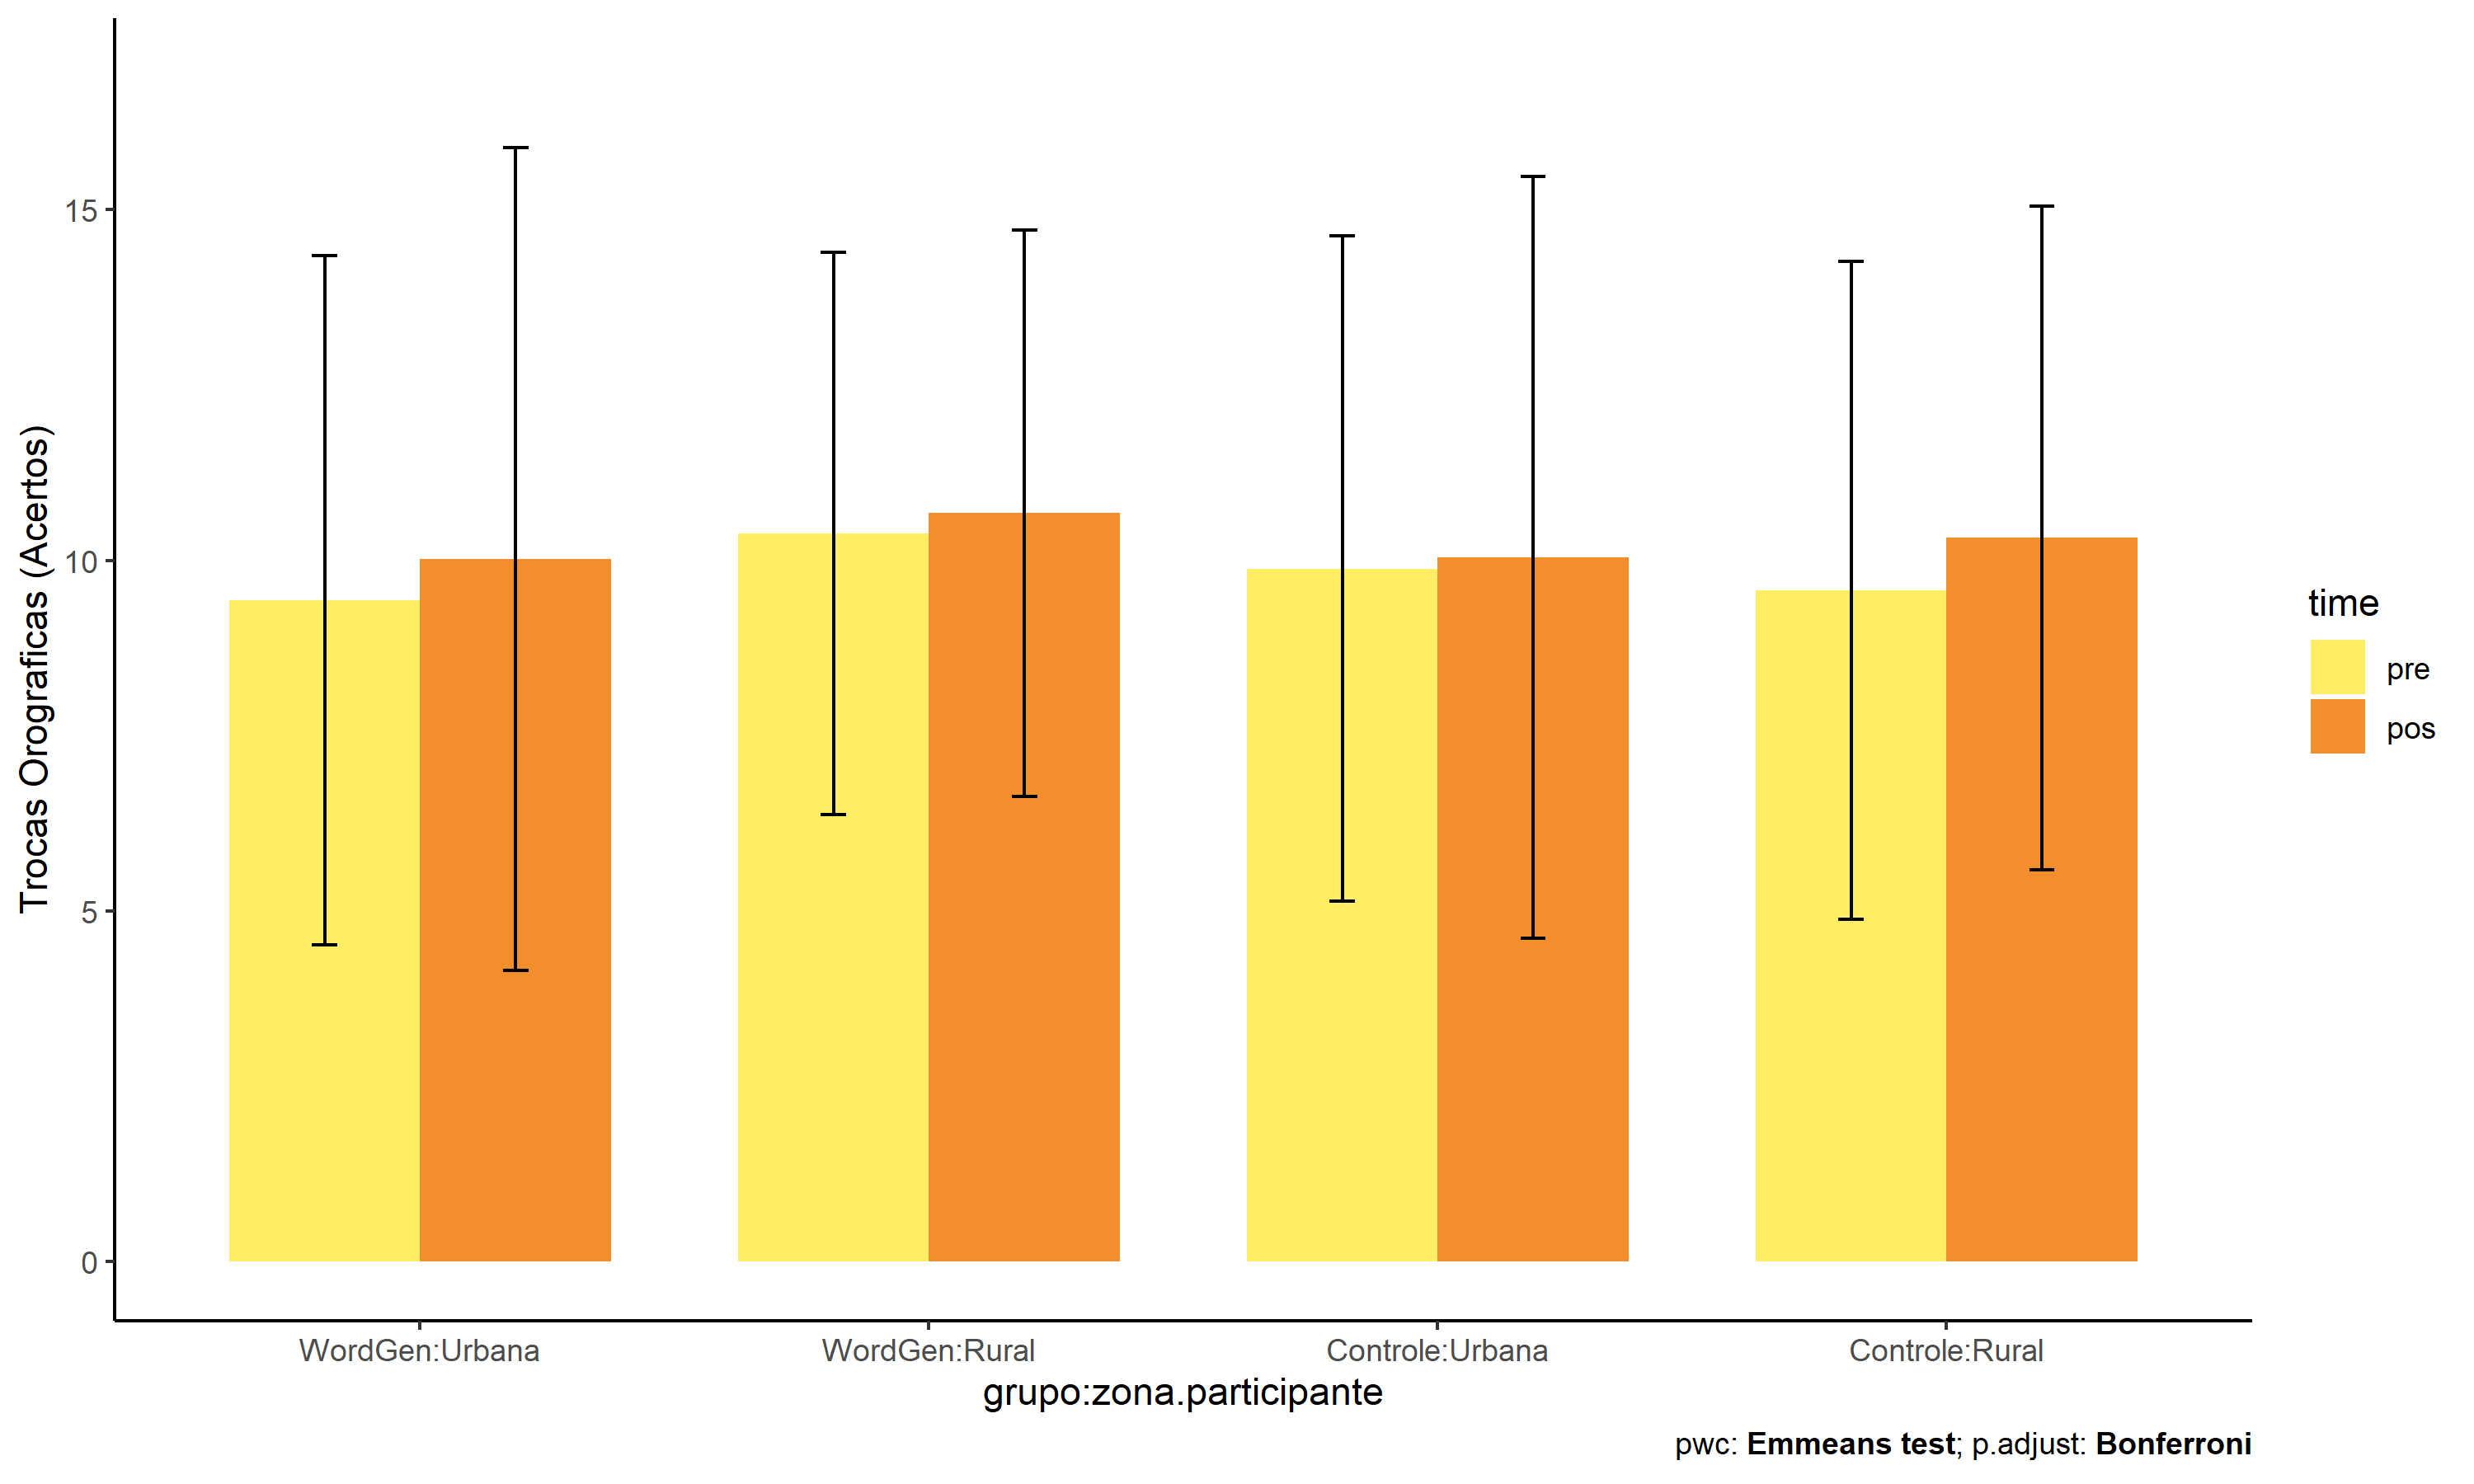 Trocas Orograficas (Acertos)
15
10
5
0
WordGen:Urbana
WordGen:Rural
Controle:Urbana
Controle:Rural
grupo:zona.participante
time
pre
pos
pwc: Emmeans test; p.adjust: Bonferroni